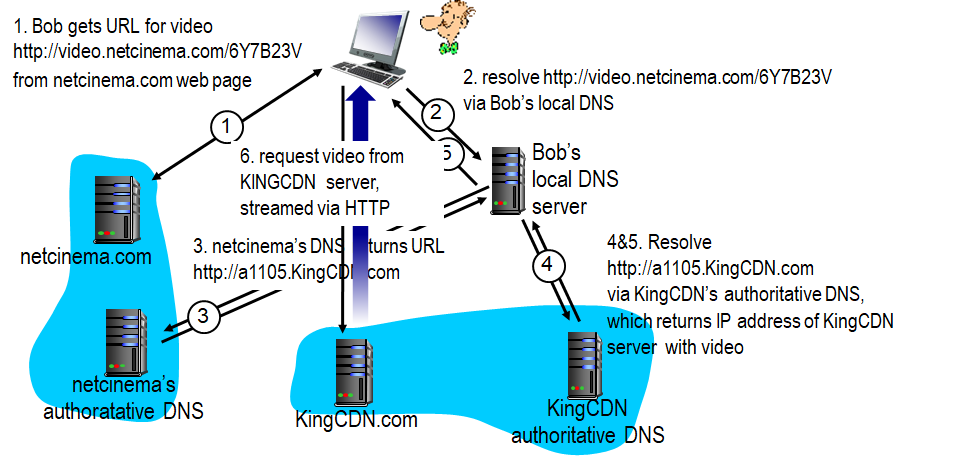 1. Bob gets URL for video
http://video.netcinema.com/6Y7B23V
from netcinema.com web page
2. resolve http://video.netcinema.com/6Y7B23V
via Bob's local DNS
1
2
5
6. request video from
KINGCDN server,
streamed via HTTP
Bob's
local DNS
server
netcinema.com
3. netcinema's DNS turns URL
http://a1105.KingCDN.com
4&5. Resolve
http://a1105.KingCDN.com
via KingCDN's authoritative DNS,
which returns IP address of KingCDN
server with video
4
3
netcinema's
authoratative DNS
KingCDN.com
KingCDN
authoritative DNS